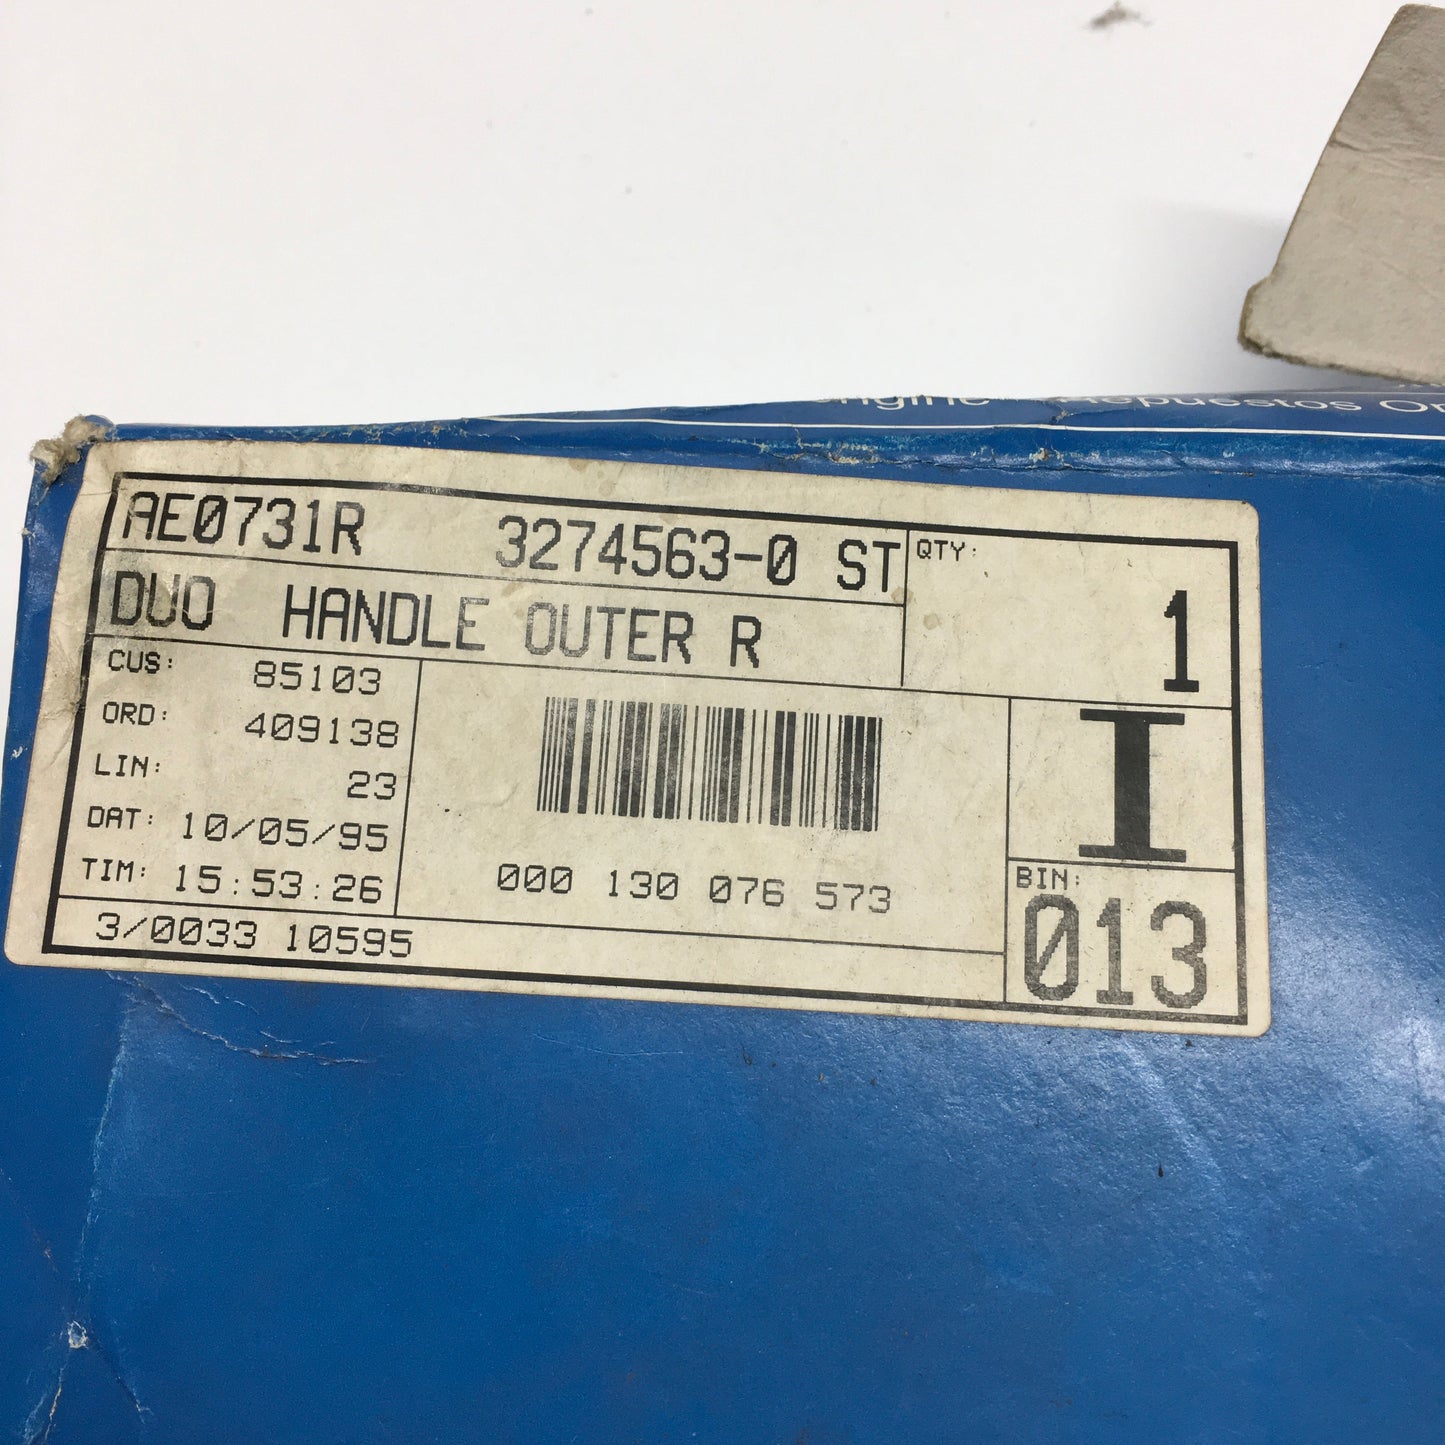 Repuestos
AE0731R 3274563-0 ST
QTY: 1
DUO HANDLE OUTER R
CUS: 85103
ORD: 409138
LIN: 23
DAT: 10/05/95
TIM: 15:53:26
000 130 076 573
I
BIN:
013
3/0033 10595